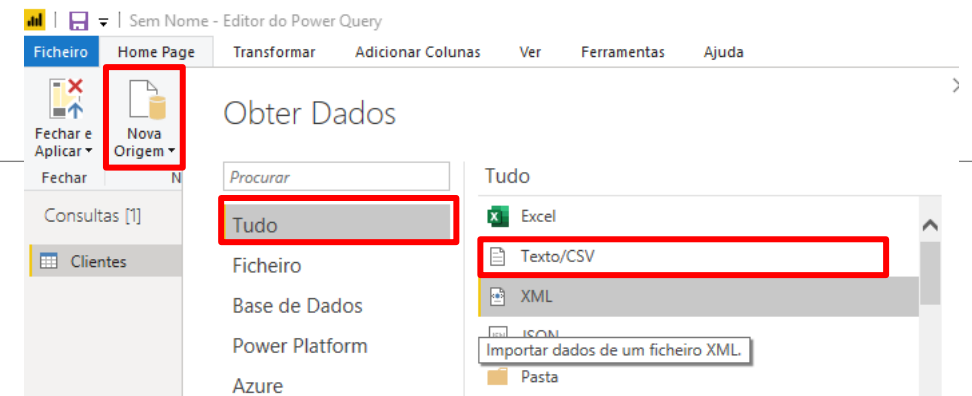 Sem Nome - Editor do Power Query
Ficheiro Home Page Transformar Adicionar Colunas Ver Ferramentas Ajuda
Fechar e
Aplicar
Nova
Origem
Fechar
N
Consultas [1]
Clientes
Obter Dados
Procurar
Tudo
Ficheiro
Base de Dados
Power Platform
Azure
Tudo
Excel
Texto/CSV
XML
JSON
Importar dados de um ficheiro XML.
Pasta